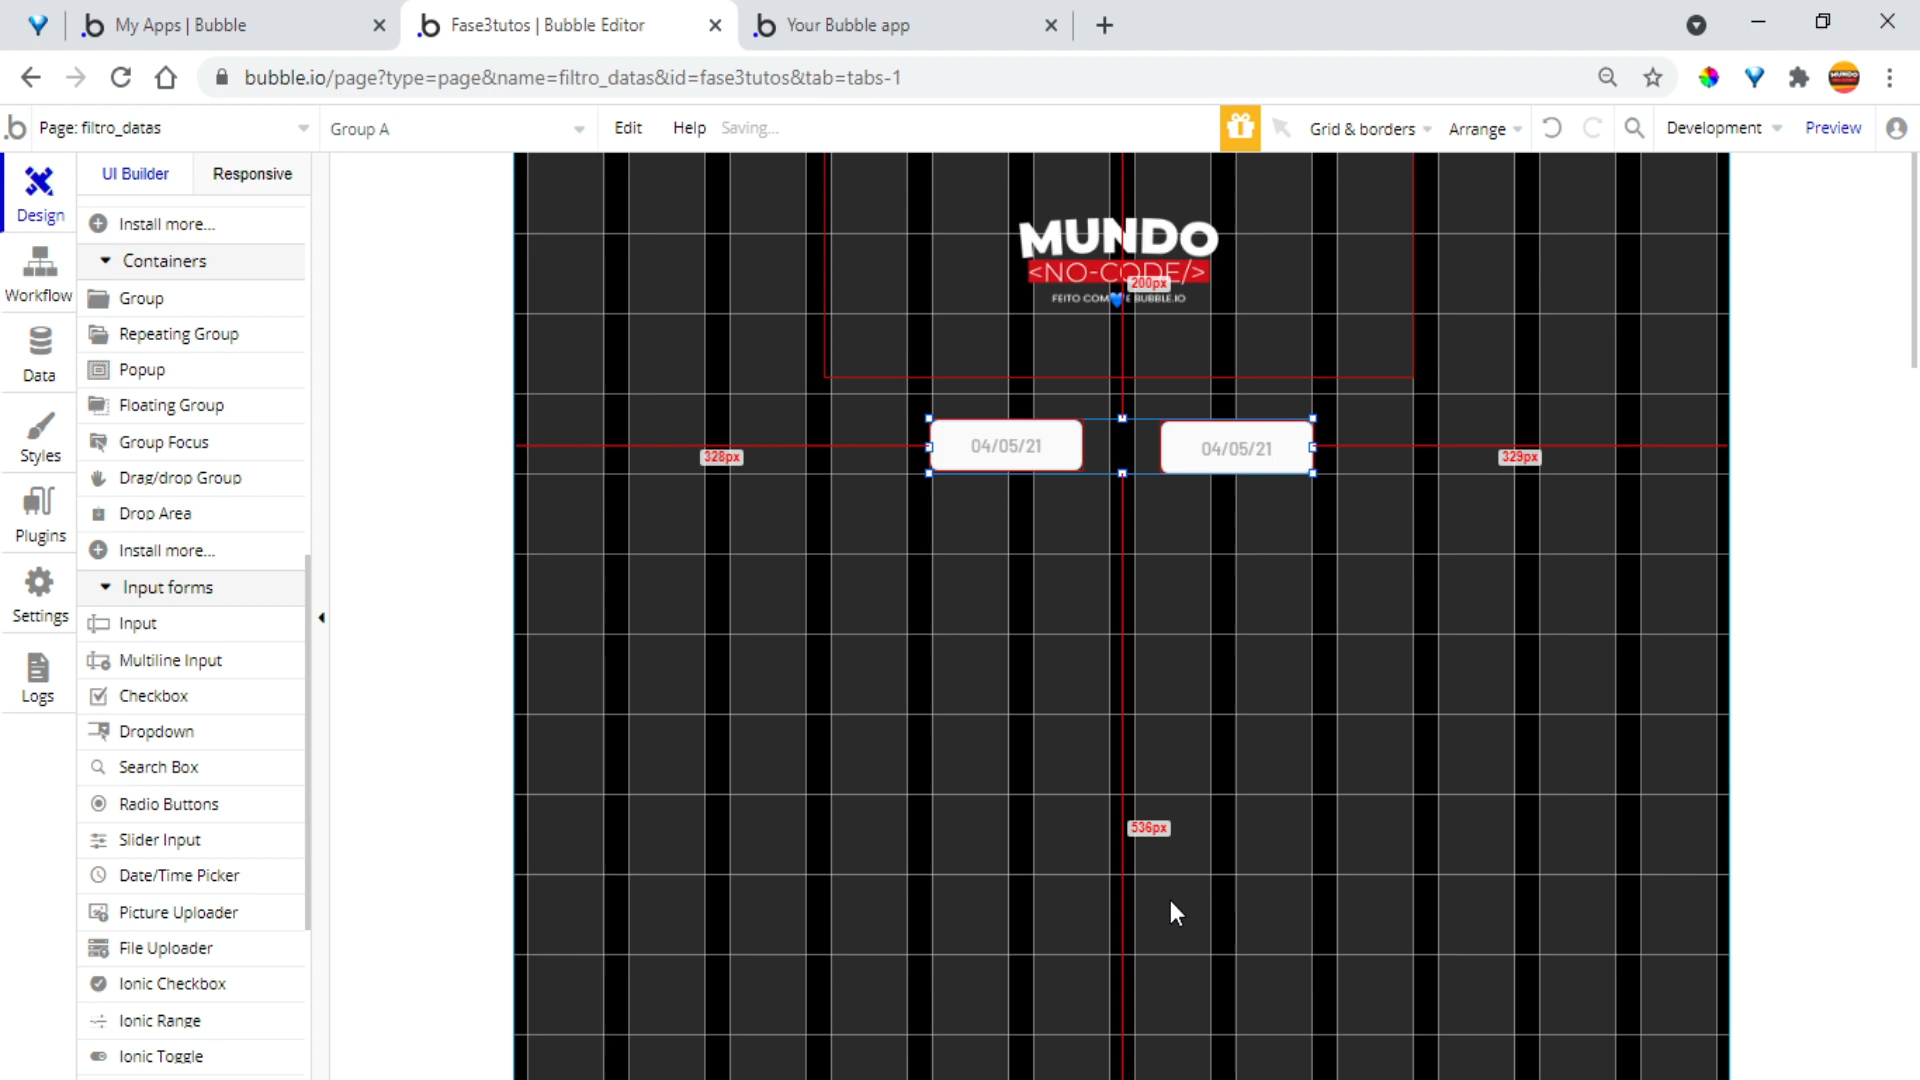 My Apps | Bubble
Fase3tutos | Bubble Editor
Your Bubble app
bubble.io/page?type=page&name=filtro_datas&id=fase3tutos&tab=tabs-1
Page: filtro_datas
Group A
Edit
Help
Saving...
Grid & borders
Arrange
Development
Preview
Design
Workflow
Data
Styles
Plugins
Settings
Logs
UI Builder
Responsive
Install more...
Containers
Group
Repeating Group
Popup
Floating Group
Group Focus
Drag/drop Group
Drop Area
Install more...
Input forms
Input
Multiline Input
Checkbox
Dropdown
Search Box
Radio Buttons
Slider Input
Date/Time Picker
Picture Uploader
File Uploader
Ionic Checkbox
Ionic Range
Ionic Toggle
MUNDO
<NO-CODE/>
200px
FEITO COM E BUBBLE.IO
04/05/21
04/05/21
328px
329px
536px